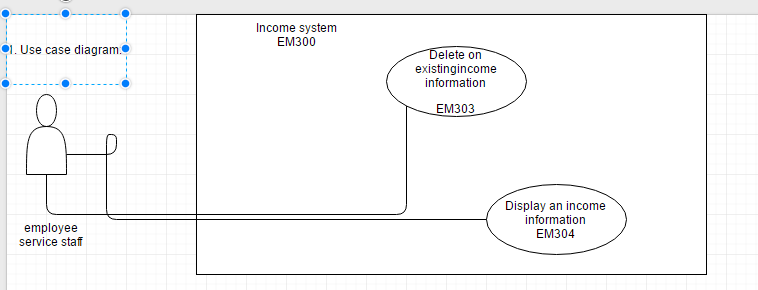 1. Use case diagram.
Income system
EM300
Delete on
existingincome
information
EM303
Display an income
information
EM304
employee
service staff